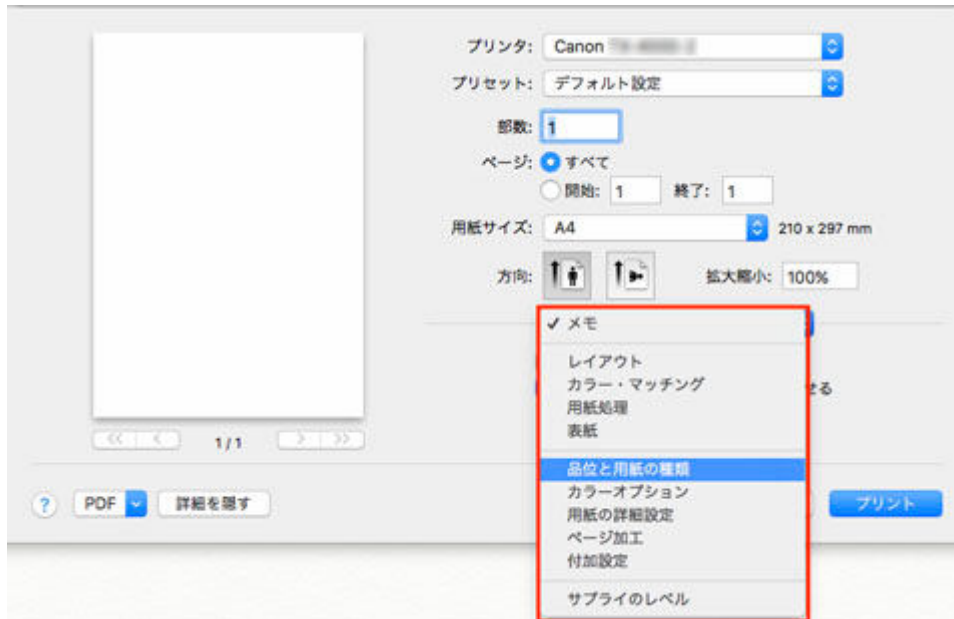 プリンタ: Canon
プリセット: デフォルト設定
部数: 1
ページ: すべて
開始: 1 終了: 1
用紙サイズ: A4 210 x 297 mm
方向: 拡大縮小: 100%
✓ メモ
レイアウト
カラー・マッチング
せる
用紙処理
表紙
<< < 1 / 1 > >>
品位と用紙の種類
カラーオプション
? PDF 詳細を隠す プリント
用紙の詳細設定
ページ加工
付加設定
サプライのレベル